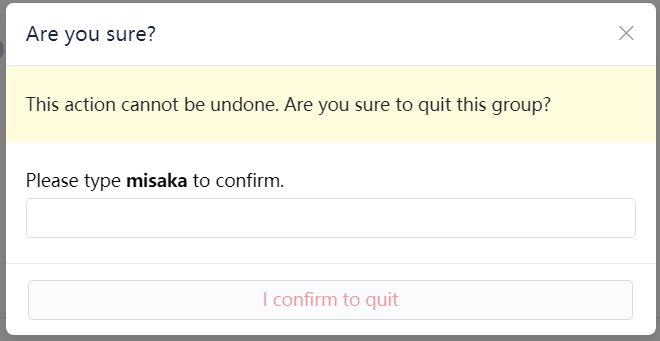 Are you sure?
This action cannot be undone. Are you sure to quit this group?
Please type misaka to confirm.
I confirm to quit